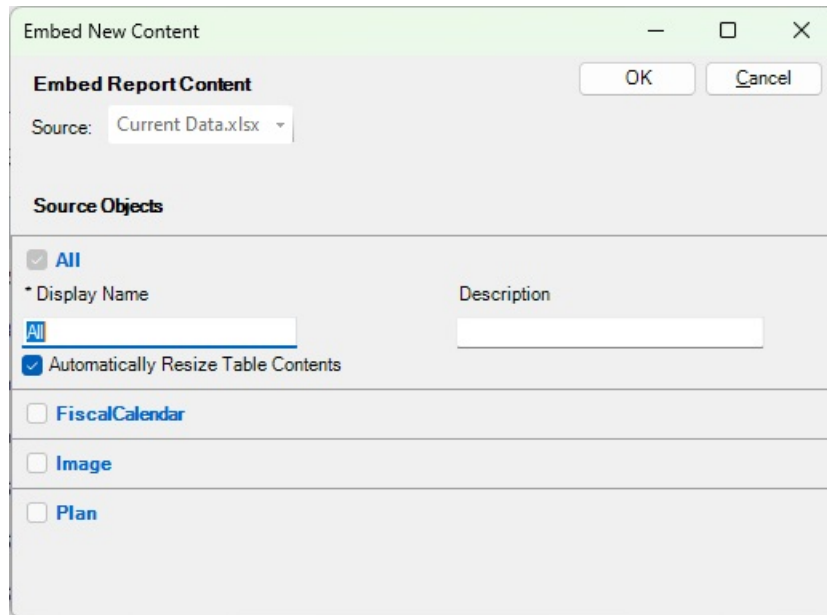 Embed New Content
Embed Report Content
OK
Cancel
Source:
Current Data.xlsx
Source Objects
All
* Display Name
Description
All
Automatically Resize Table Contents
FiscalCalendar
Image
Plan